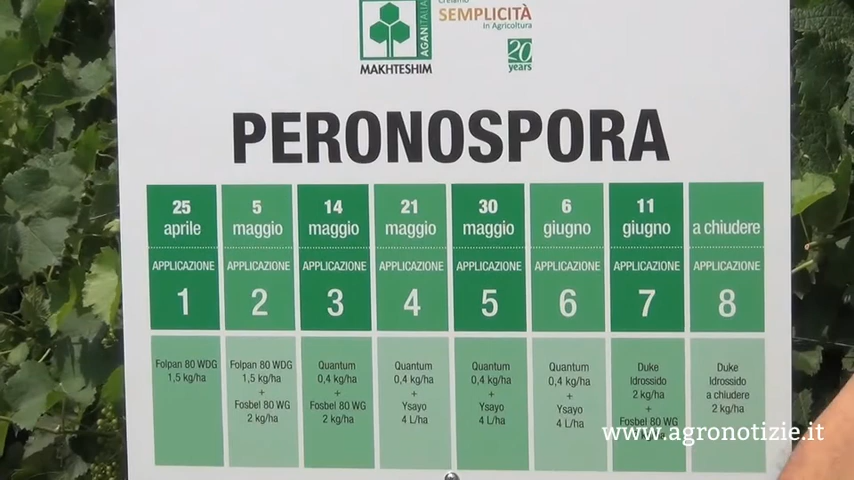 Creiamo
SEMPLICITÀ
in Agricoltura
AGAN ITALIA
20
years
MAKHTESHIM
PERONOSPORA
25 aprile
APPLICAZIONE
1
Folpan 80 WDG
1,5 kg/ha
5 maggio
APPLICAZIONE
2
Folpan 80 WDG
1,5 kg/ha
+
Fosbel 80 WG
2 kg/ha
14 maggio
APPLICAZIONE
3
Quantum
0,4 kg/ha
+
Fosbel 80 WG
2 kg/ha
21 maggio
APPLICAZIONE
4
Quantum
0,4 kg/ha
+
Ysayo
4 L/ha
30 maggio
APPLICAZIONE
5
Quantum
0,4 kg/ha
+
Ysayo
4 L/ha
6 giugno
APPLICAZIONE
6
Quantum
0,4 kg/ha
+
Ysayo
4 L/ha
11 giugno
APPLICAZIONE
7
Duke
Idrossido
2 kg/ha
+
Fosbel 80 WG
a chiudere
APPLICAZIONE
8
Duke
Idrossido
a chiudere
2 kg/ha
www.agronotizie.it